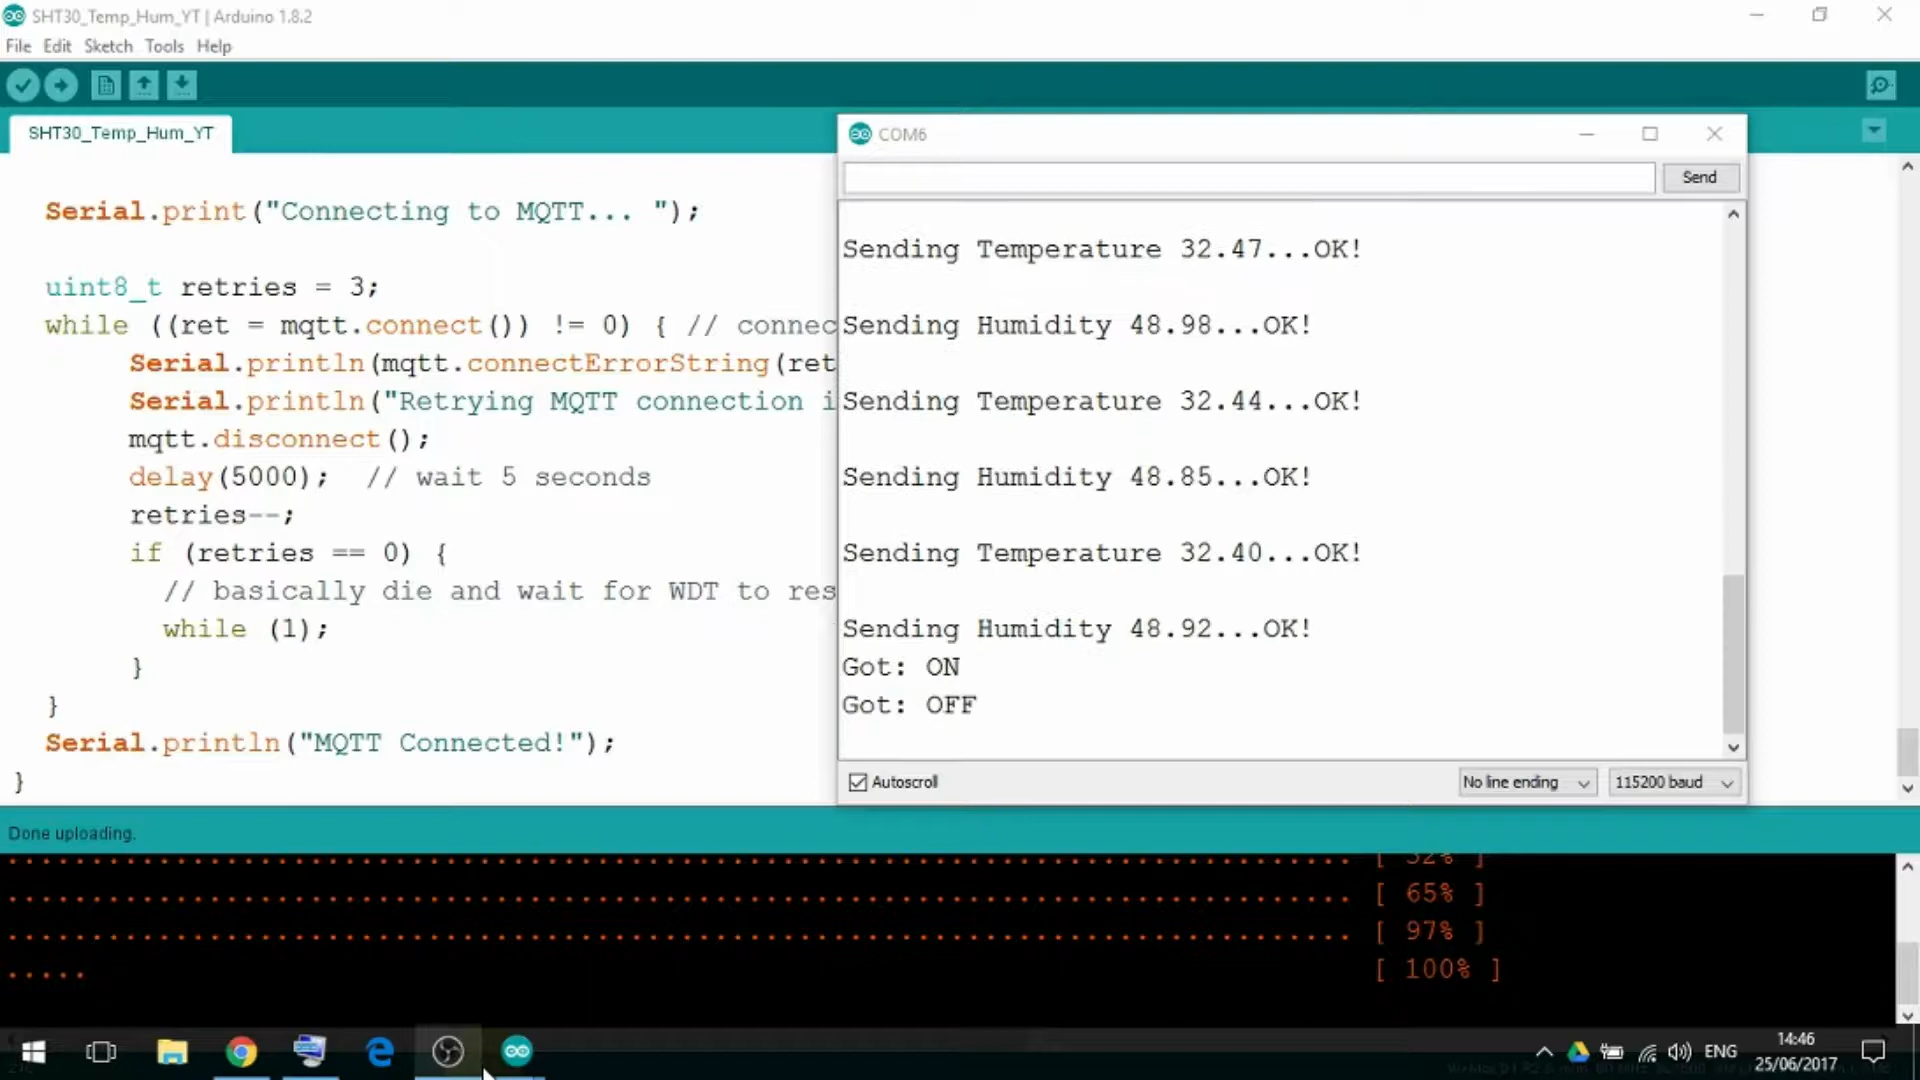 SHT30_Temp_Hum_YT | Arduino 1.8.2
File Edit Sketch Tools Help
SHT30_Temp_Hum_YT
Serial.print("Connecting to MQTT... ");
uint8_t retries = 3;
while ((ret = mqtt.connect()) != 0) { // connec
Serial.println(mqtt.connectErrorString(ret
Serial.println("Retrying MQTT connection i
mqtt.disconnect();
delay(5000);  // wait 5 seconds
retries--;
if (retries == 0) {
// basically die and wait for WDT to res
while (1);
}
}
Serial.println("MQTT Connected!");
}
COM6
Send
Sending Temperature 32.47...OK!
Sending Humidity 48.98...OK!
Sending Temperature 32.44...OK!
Sending Humidity 48.85...OK!
Sending Temperature 32.40...OK!
Sending Humidity 48.92...OK!
Got: ON
Got: OFF
Autoscroll
No line ending
115200 baud
Done uploading.
................................................................................ [ 32% ]
................................................................................ [ 65% ]
................................................................................ [ 97% ]
..... [ 100% ]
ENG
14:46
25/06/2017